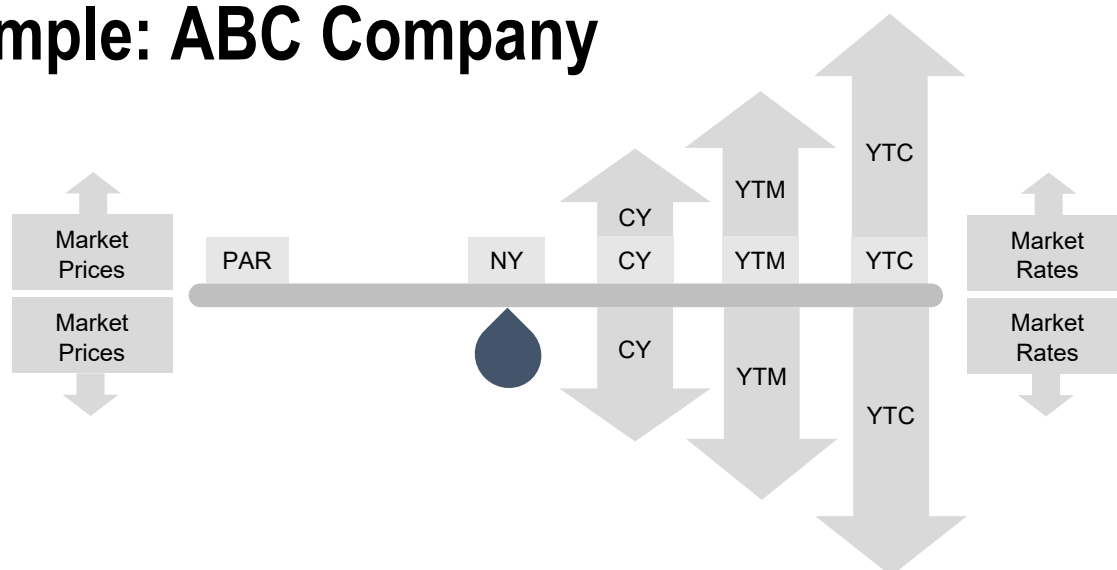 mple: ABC Company
YTC
YTM
CY
Market
Prices
PAR
NY
CY
YTM
YTC
Market
Rates
Market
Prices
CY
YTM
YTC
Market
Rates